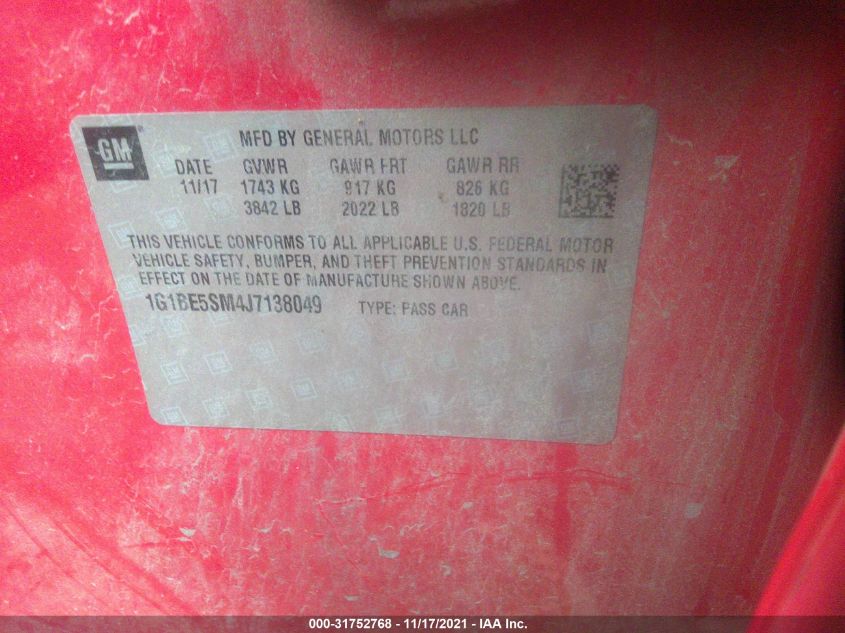 GM
MFD BY GENERAL MOTORS LLC
DATE GVWR GAWR FRT GAWR RR
11/17 1743 KG 917 KG 826 KG
3842 LB 2022 LB 1820 LB
THIS VEHICLE CONFORMS TO ALL APPLICABLE U.S. FEDERAL MOTOR
VEHICLE SAFETY, BUMPER, AND THEFT PREVENTION STANDARDS IN
EFFECT ON THE DATE OF MANUFACTURE SHOWN ABOVE.
1G1BE5SM4J7138049 TYPE: PASS CAR
000-31752768 - 11/17/2021 - IAA Inc.